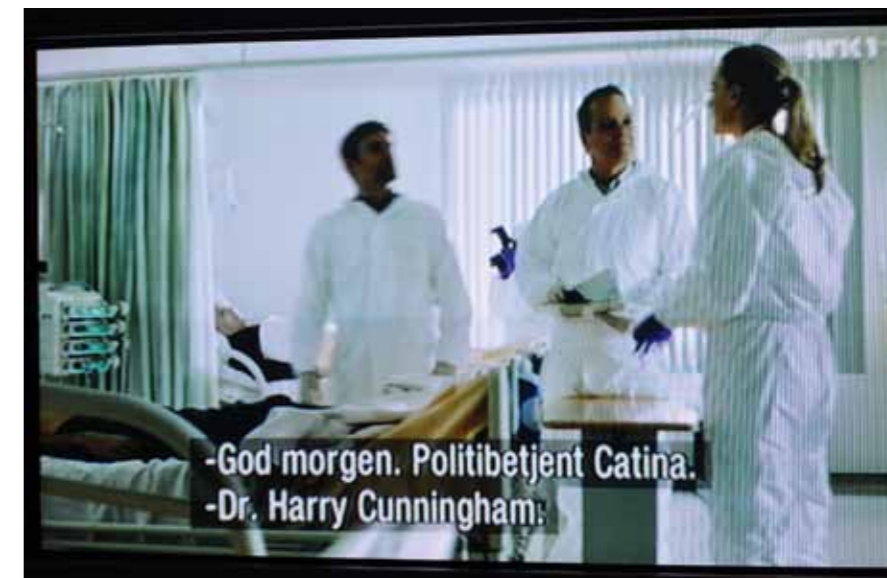 nrk1
-God morgen. Politibetjent Catina.
-Dr. Harry Cunningham.